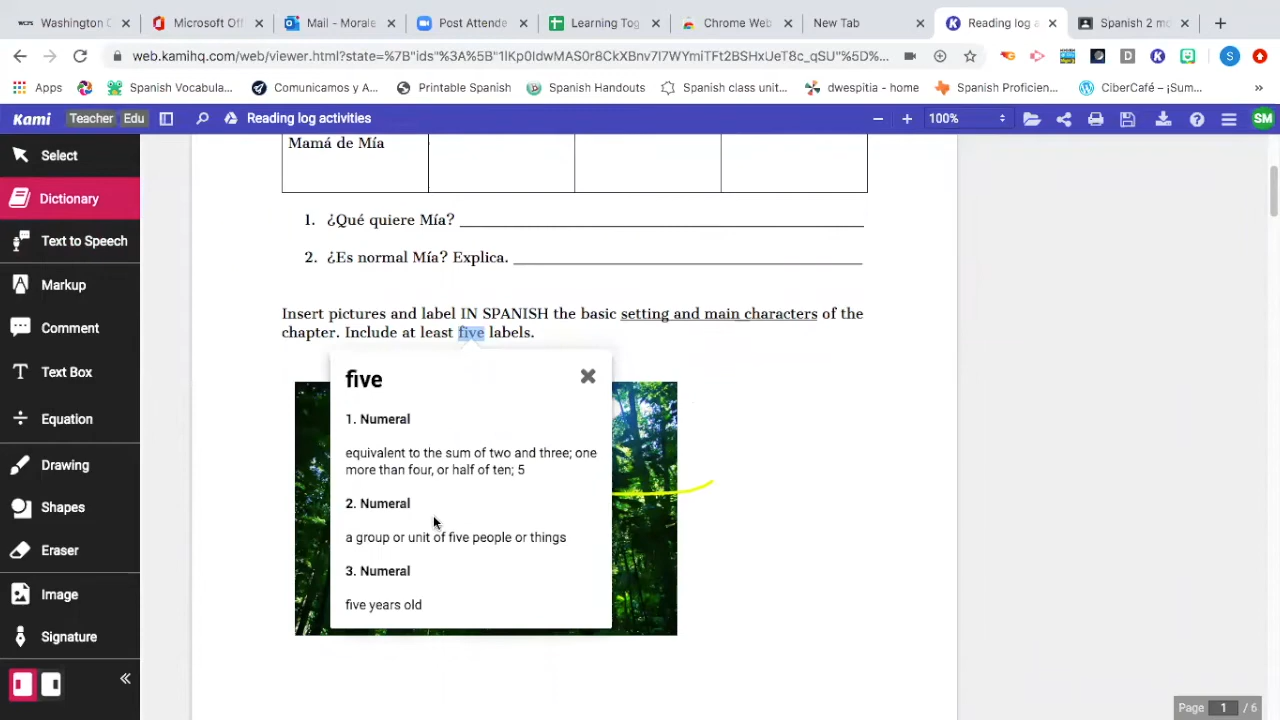 Washington C
Microsoft Off
Mail - Morale
Post Attende
Learning Tog
Chrome Web
New Tab
Reading log a
Spanish 2 mo
web.kamihq.com/web/viewer.html?state=%7B"ids"%3A%5B"1lKp0IdwMAS0r8CkXBnv7I7WYmiTFt2BSHxUeT8c_qSU"%5D%...
Apps
Spanish Vocabula...
Comunicamos y A...
Printable Spanish
Spanish Handouts
Spanish class unit...
dwespitia - home
Spanish Proficien...
CiberCafé – ¡Sum...
Kami Teacher Edu
Reading log activities
100%
SM
Select
Dictionary
Text to Speech
Markup
Comment
Text Box
Equation
Drawing
Shapes
Eraser
Image
Signature
Mamá de Mía
1. ¿Qué quiere Mía?
2. ¿Es normal Mía? Explica.
Insert pictures and label IN SPANISH the basic setting and main characters of the
chapter. Include at least five labels.
five
1. Numeral
equivalent to the sum of two and three; one
more than four, or half of ten; 5
2. Numeral
a group or unit of five people or things
3. Numeral
five years old
Page 1 / 6